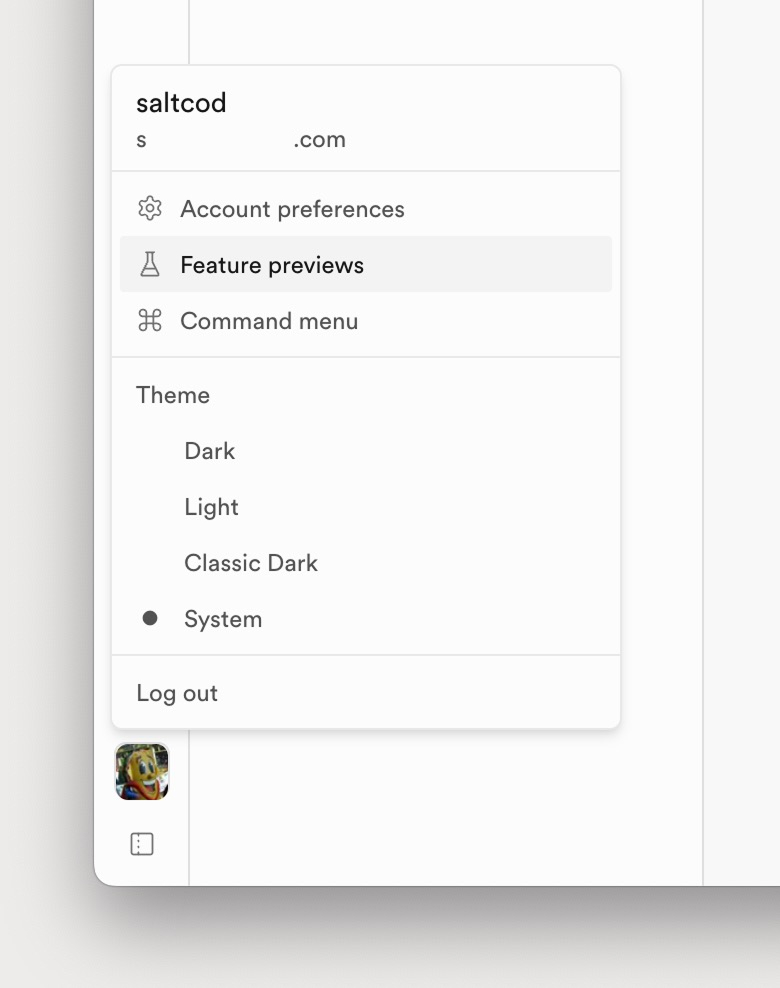 saltcod
s .com
Account preferences
Feature previews
Command menu
Theme
Dark
Light
Classic Dark
System
Log out